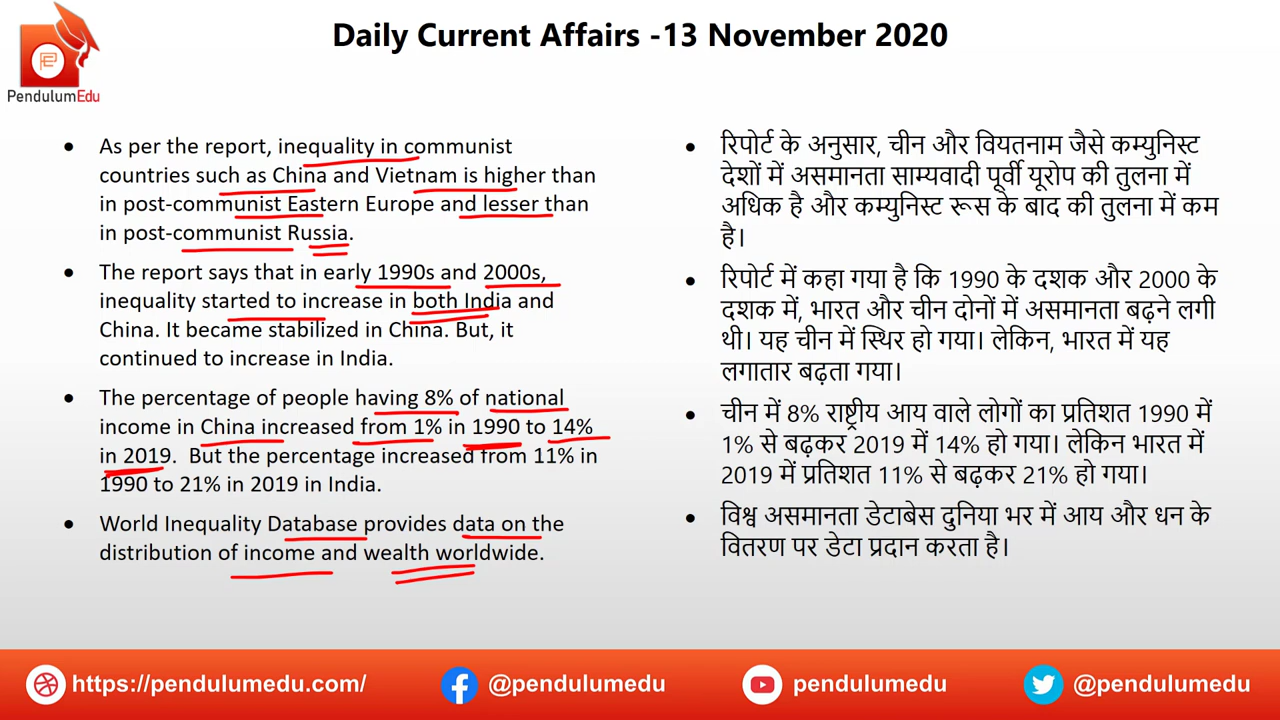 Daily Current Affairs -13 November 2020
PendulumEdu
• As per the report, inequality in communist
countries such as China and Vietnam is higher than
in post-communist Eastern Europe and lesser than
in post-communist Russia.
• The report says that in early 1990s and 2000s,
inequality started to increase in both India and
China. It became stabilized in China. But, it
continued to increase in India.
• The percentage of people having 8% of national
income in China increased from 1% in 1990 to 14%
in 2019. But the percentage increased from 11% in
1990 to 21% in 2019 in India.
• World Inequality Database provides data on the
distribution of income and wealth worldwide.
• रिपोर्ट के अनुसार, चीन और वियतनाम जैसे कम्युनिस्ट
देशों में असमानता साम्यवादी पूर्वी यूरोप की तुलना में
अधिक है और कम्युनिस्ट रूस के बाद की तुलना में कम
है।
• रिपोर्ट में कहा गया है कि 1990 के दशक और 2000 के
दशक में, भारत और चीन दोनों में असमानता बढ़ने लगी
थी। यह चीन में स्थिर हो गया। लेकिन, भारत में यह
लगातार बढ़ता गया।
• चीन में 8% राष्ट्रीय आय वाले लोगों का प्रतिशत 1990 में
1% से बढ़कर 2019 में 14% हो गया। लेकिन भारत में
2019 में प्रतिशत 11% से बढ़कर 21% हो गया।
• विश्व असमानता डेटाबेस दुनिया भर में आय और धन के
वितरण पर डेटा प्रदान करता है।
https://pendulumedu.com/ @pendulumedu pendulumedu @pendulumedu